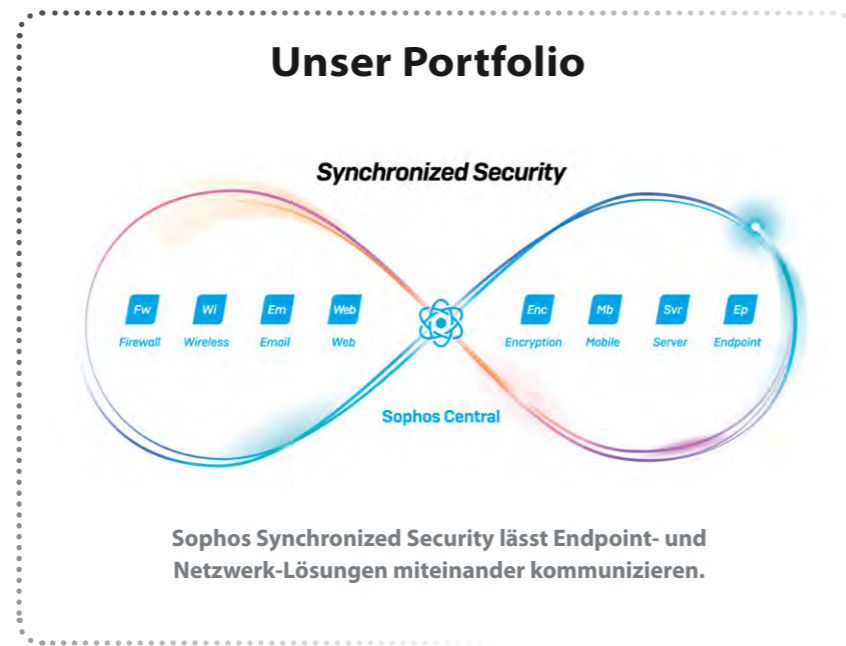 Unser Portfolio
Synchronized Security
Fw Wi Em Web Enc Mb Svr Ep
Firewall Wireless Email Web Encryption Mobile Server Endpoint
Sophos Central
Sophos Synchronized Security lässt Endpoint- und
Netzwerk-Lösungen miteinander kommunizieren.